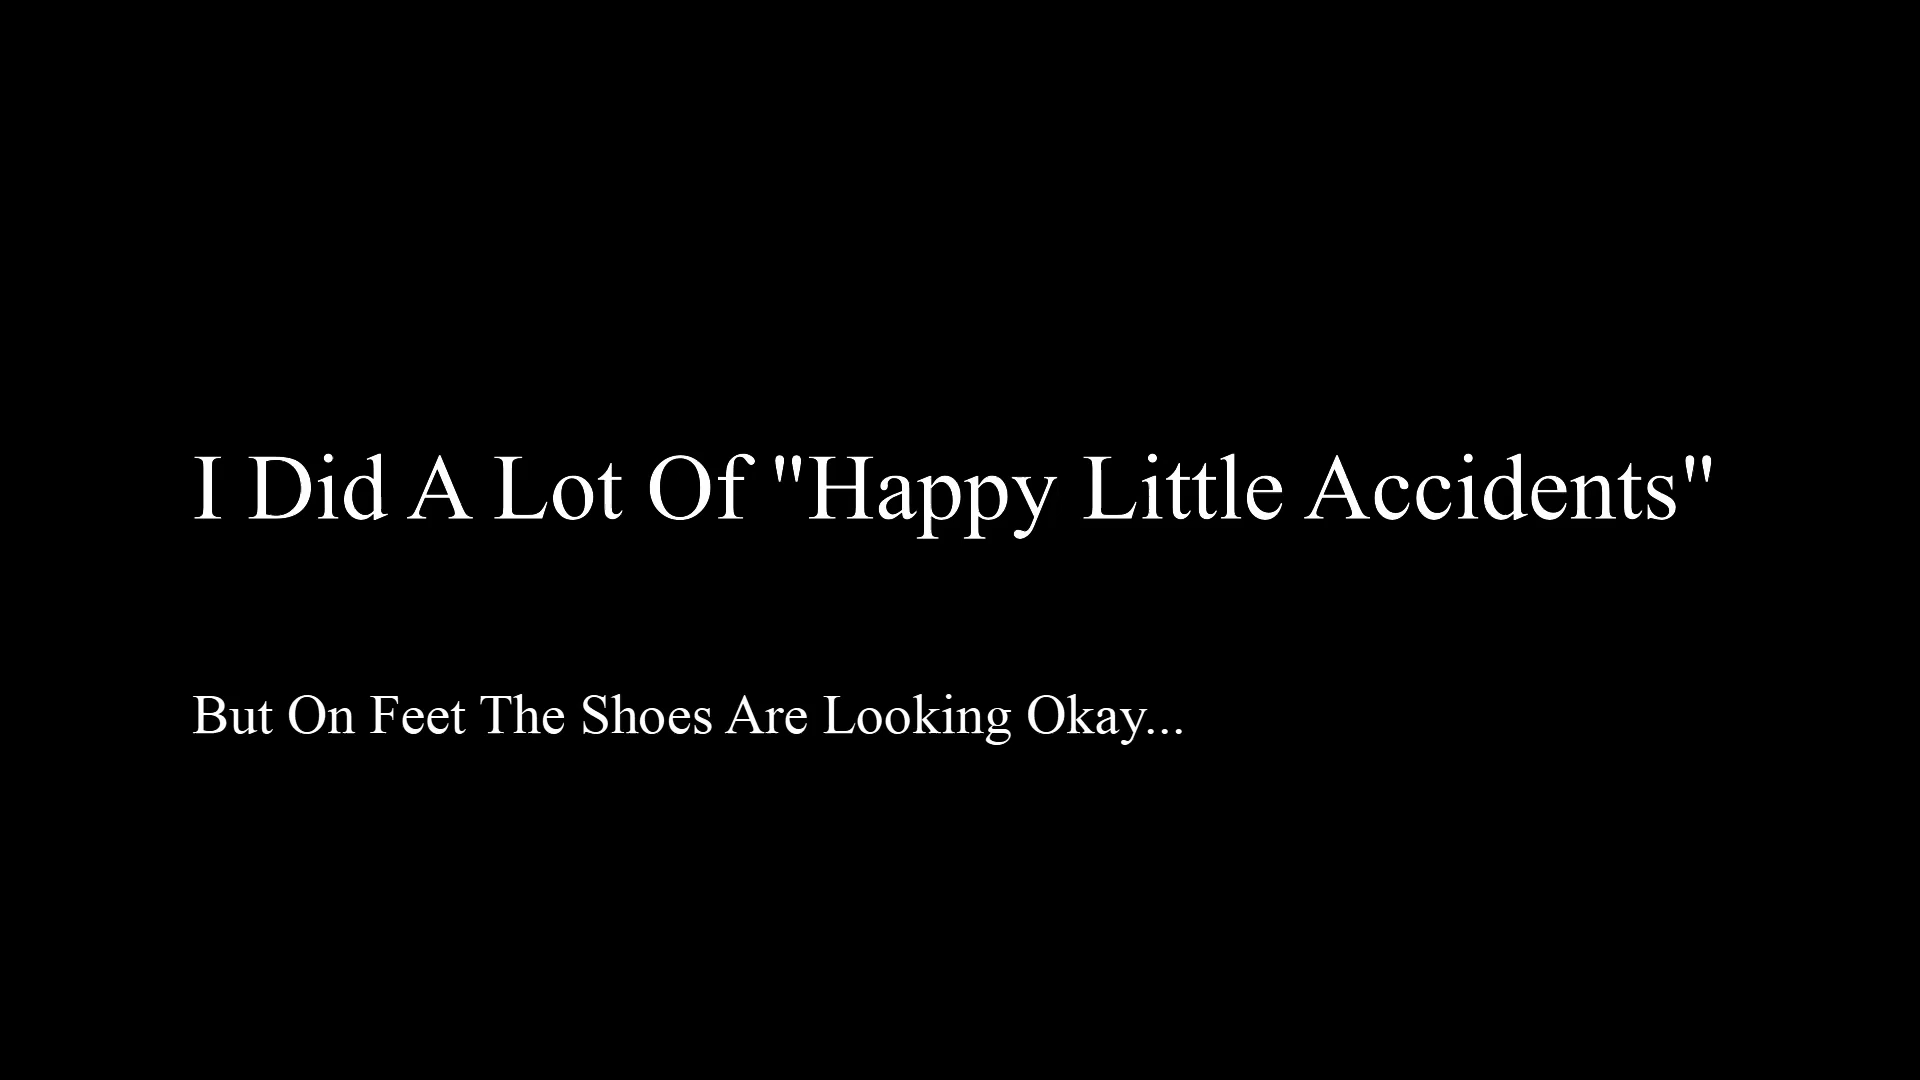 I Did A Lot Of "Happy Little Accidents"
But On Feet The Shoes Are Looking Okay...